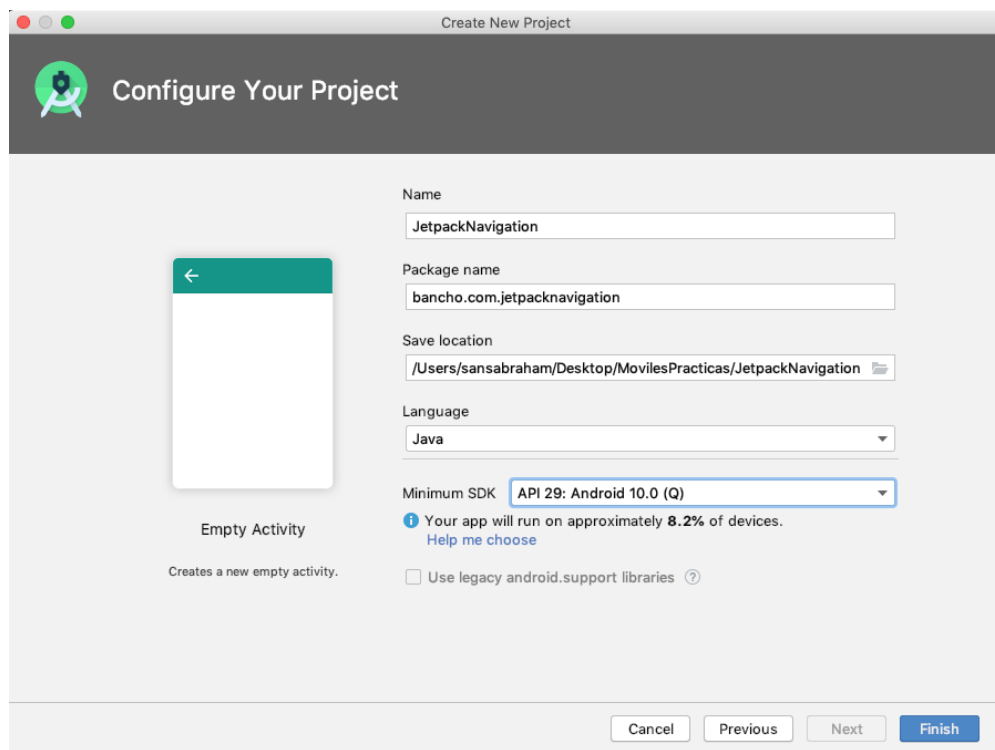 Create New Project
Configure Your Project
Name
JetpackNavigation
Package name
bancho.com.jetpacknavigation
Save location
/Users/sansabraham/Desktop/MovilesPracticas/JetpackNavigation
Language
Java
Minimum SDK API 29: Android 10.0 (Q)
Your app will run on approximately 8.2% of devices.
Help me choose
Use legacy android.support libraries ?
Empty Activity
Creates a new empty activity.
Cancel Previous Next Finish